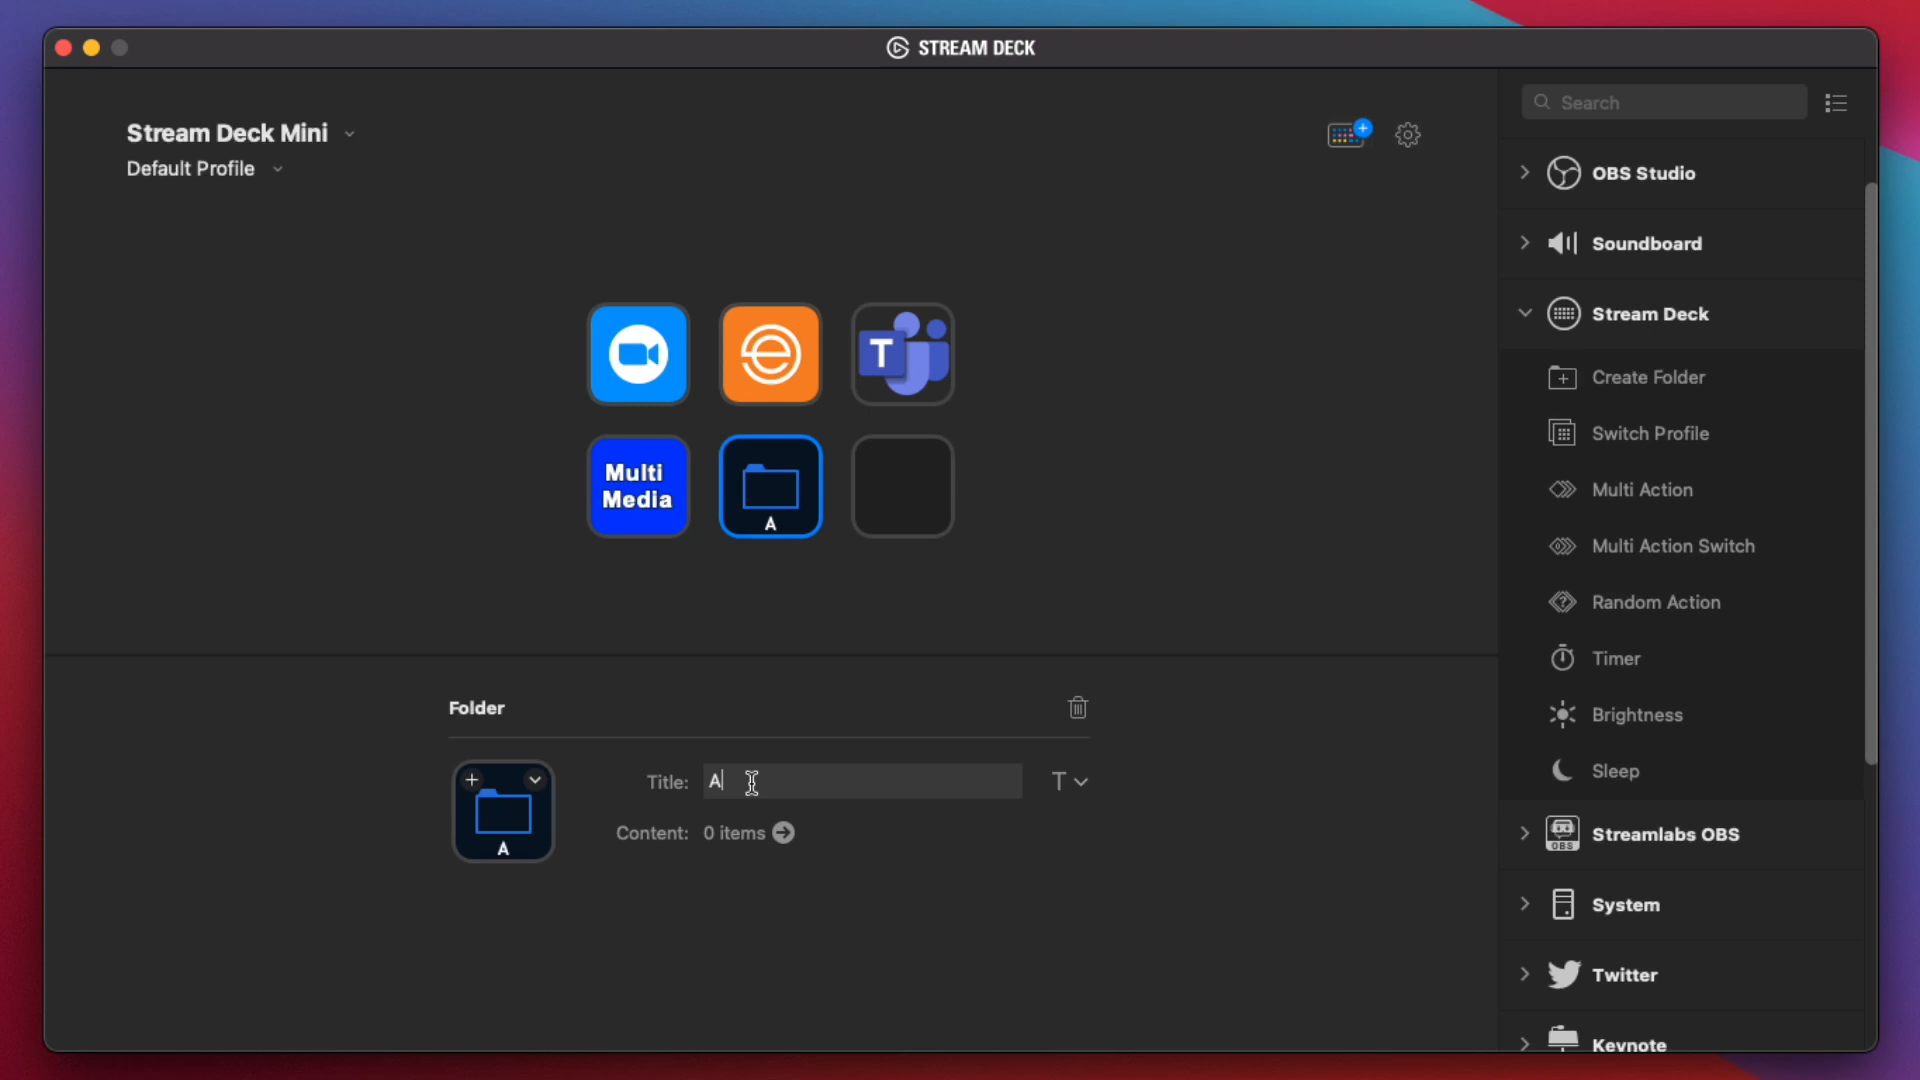 STREAM DECK
Stream Deck Mini
Default Profile
Search
OBS Studio
Soundboard
Stream Deck
Create Folder
Switch Profile
Multi Action
Multi Action Switch
Random Action
Timer
Brightness
Sleep
OBS
Streamlabs OBS
System
Twitter
Keynote
T
Multi
Media
A
Folder
Title: A
T
Content: 0 items
A